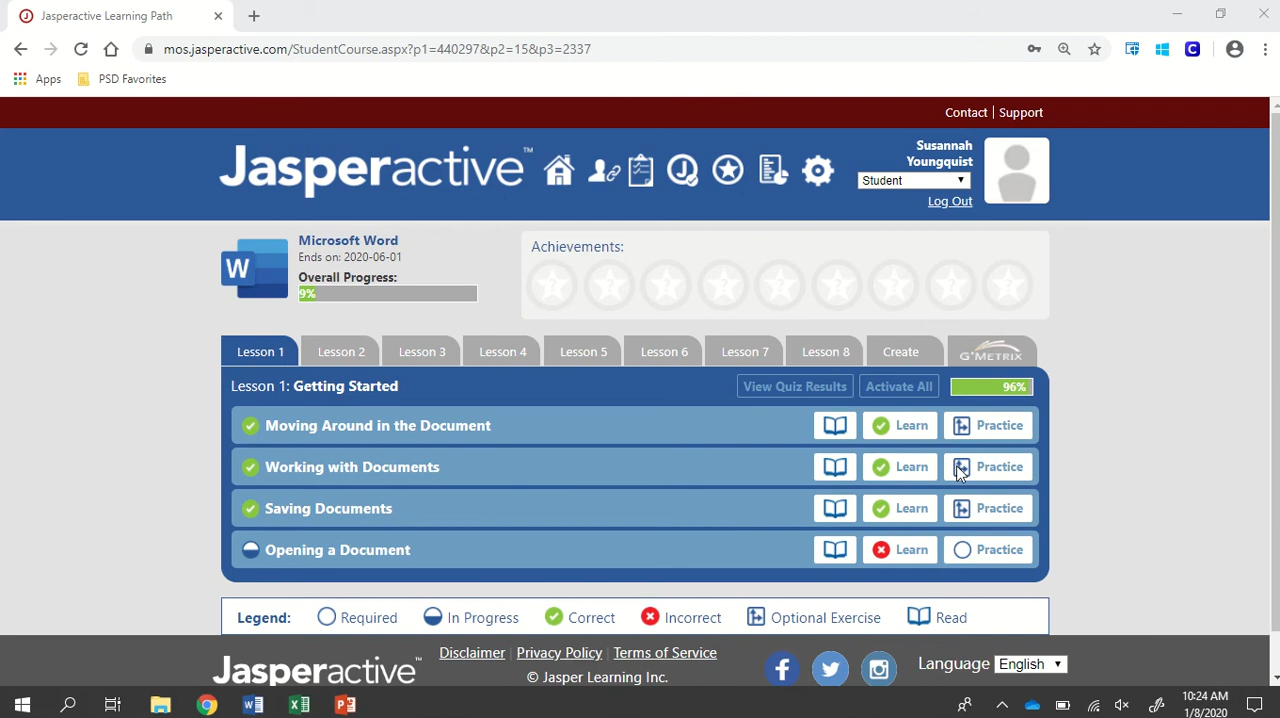 Jasperactive Learning Path
mos.jasperactive.com/StudentCourse.aspx?p1=440297&p2=15&p3=2337
Apps PSD Favorites
Contact | Support
Jasperactive™
Susannah
Youngquist
Student
Log Out
W
Microsoft Word
Ends on: 2020-06-01
Overall Progress:
9%
Achievements:
? ? ? ? ? ? ? ? ?
Lesson 1 Lesson 2 Lesson 3 Lesson 4 Lesson 5 Lesson 6 Lesson 7 Lesson 8 Create G*METRIX
Lesson 1: Getting Started View Quiz Results Activate All 96%
Moving Around in the Document Learn Practice
Working with Documents Learn Practice
Saving Documents Learn Practice
Opening a Document Learn Practice
Legend: Required In Progress Correct Incorrect Optional Exercise Read
Jasperactive™
Disclaimer | Privacy Policy | Terms of Service
© Jasper Learning Inc.
Language English
10:24 AM
1/8/2020